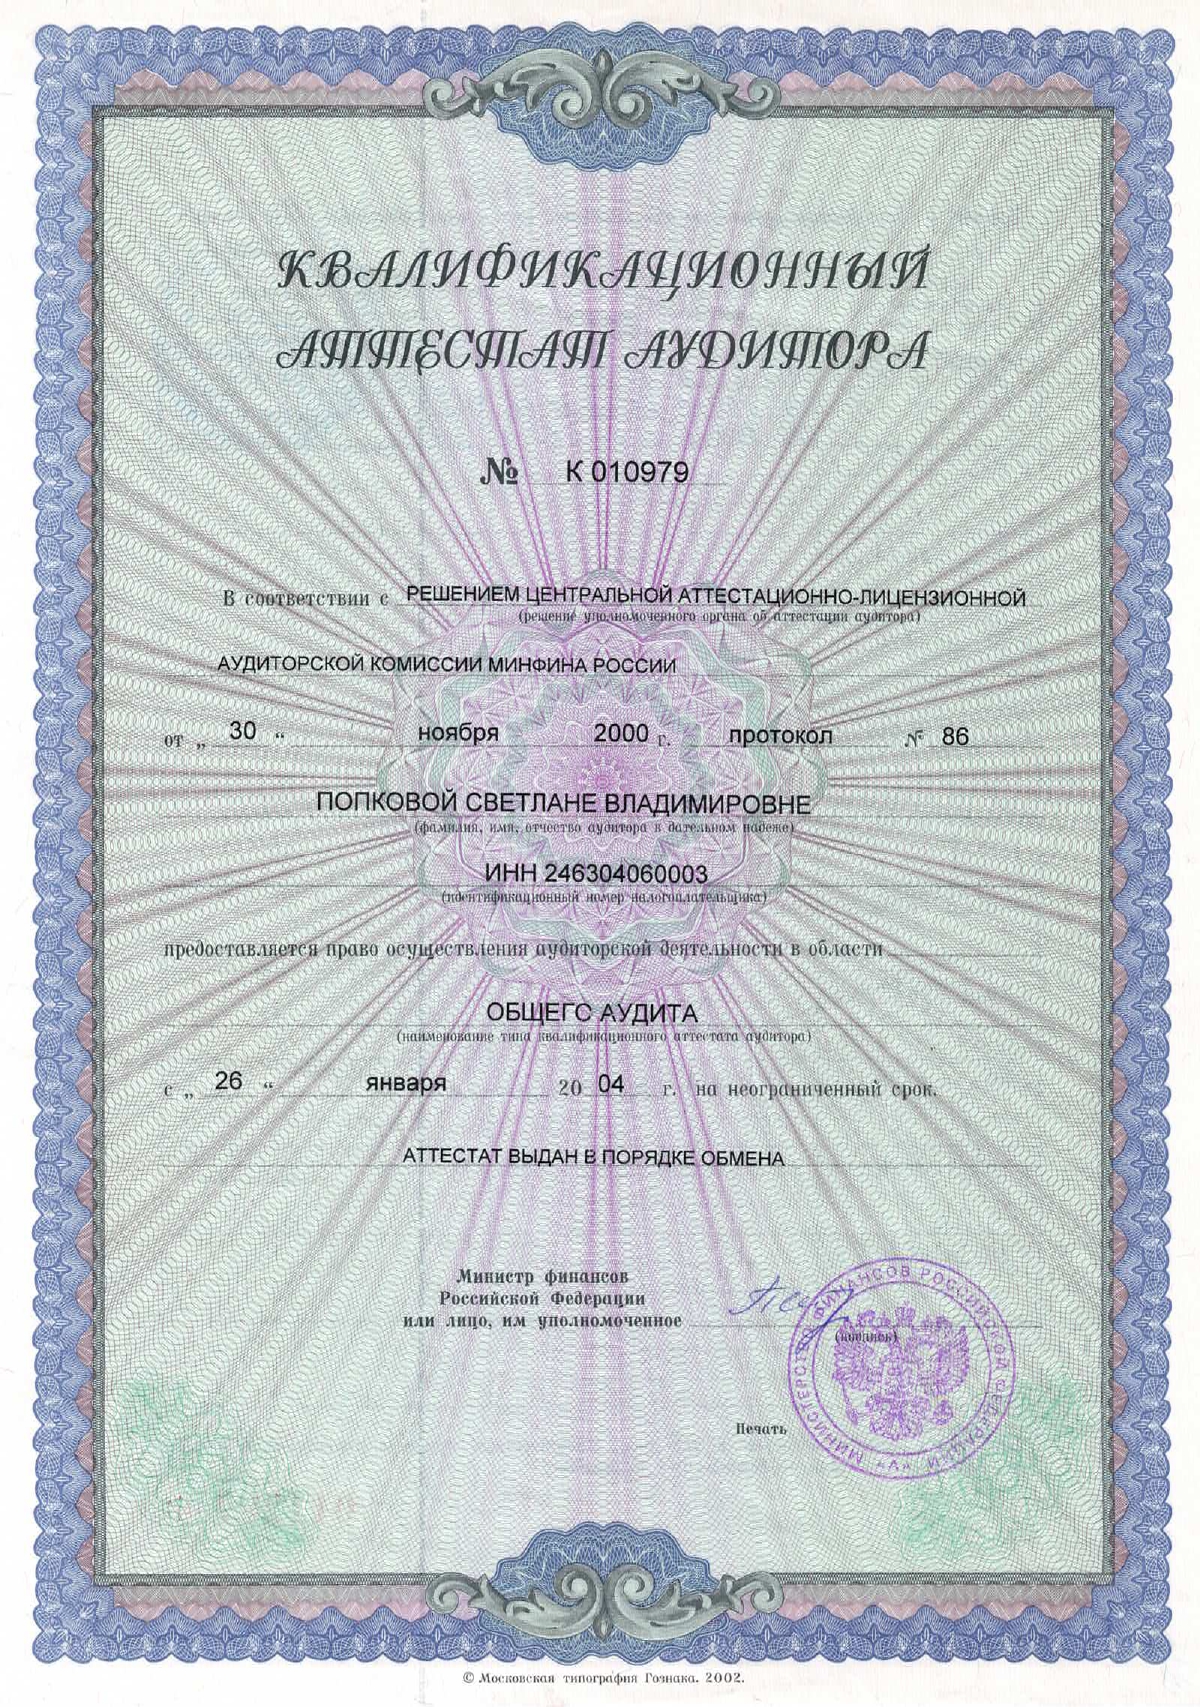 КВАЛИФИКАЦИОННЫЙ
АТТЕСТАТ АУДИТОРА
№ К 010979
В соответствии с РЕШЕНИЕМ ЦЕНТРАЛЬНОЙ АТТЕСТАЦИОННО-ЛИЦЕНЗИОННОЙ
(решение уполномоченного органа об аттестации аудитора)
АУДИТОРСКОЙ КОМИССИИ МИНФИНА РОССИИ
от „ 30 “ ноября 2000 г. протокол № 86
ПОПКОВОЙ СВЕТЛАНЕ ВЛАДИМИРОВНЕ
(фамилия, имя, отчество аудитора в дательном падеже)
ИНН 246304060003
(идентификационный номер налогоплательщика)
предоставляется право осуществления аудиторской деятельности в области
ОБЩЕГО АУДИТА
(наименование типа квалификационного аттестата аудитора)
с „ 26 “ января 20 04 г. на неограниченный срок.
АТТЕСТАТ ВЫДАН В ПОРЯДКЕ ОБМЕНА
Министр финансов
Российской Федерации
или лицо, им уполномоченное
(подпись)
Печать
МИНИСТЕРСТВО ФИНАНСОВ РОССИЙСКОЙ ФЕДЕРАЦИИ
© Московская типография Гознака. 2002.